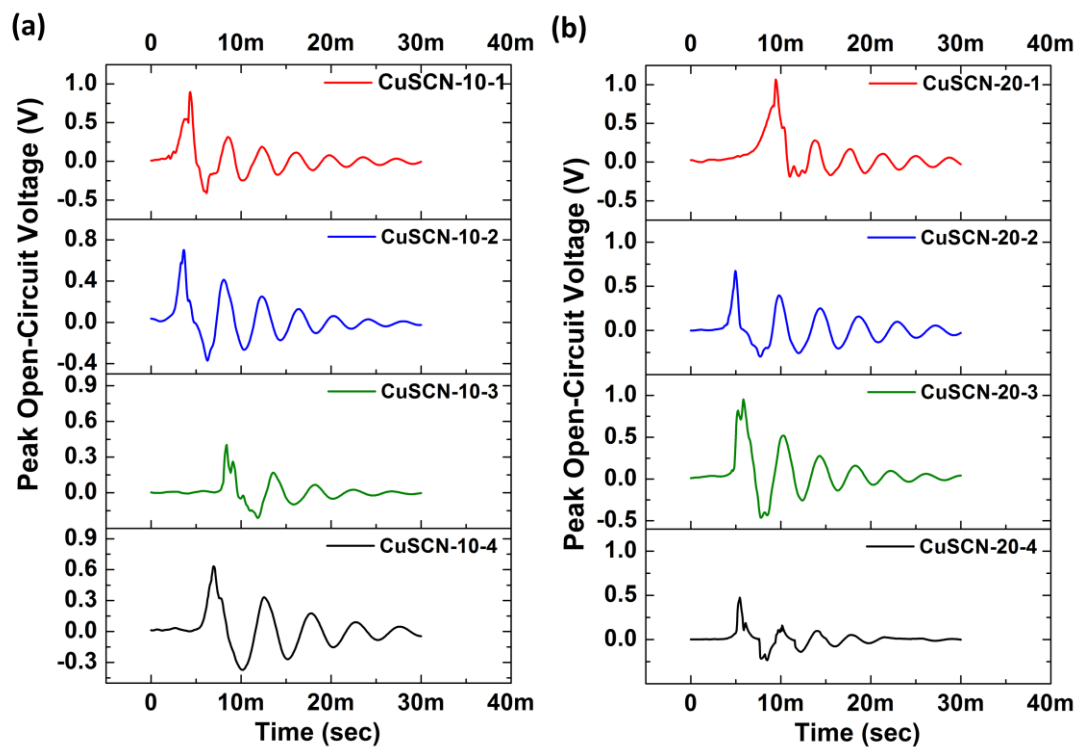 (a)
0 10m 20m 30m 40m
Peak Open-Circuit Voltage (V)
CuSCN-10-1
1.0
0.5
0.0
-0.5
CuSCN-10-2
0.8
0.4
0.0
-0.4
CuSCN-10-3
0.9
0.6
0.3
0.0
CuSCN-10-4
0.9
0.6
0.3
0.0
-0.3
0 10m 20m 30m 40m
Time (sec)
(b)
0 10m 20m 30m 40m
Peak Open-Circuit Voltage (V)
CuSCN-20-1
1.0
0.5
0.0
-0.5
CuSCN-20-2
1.0
0.5
0.0
CuSCN-20-3
1.0
0.5
0.0
-0.5
CuSCN-20-4
1.0
0.5
0.0
0 10m 20m 30m 40m
Time (sec)